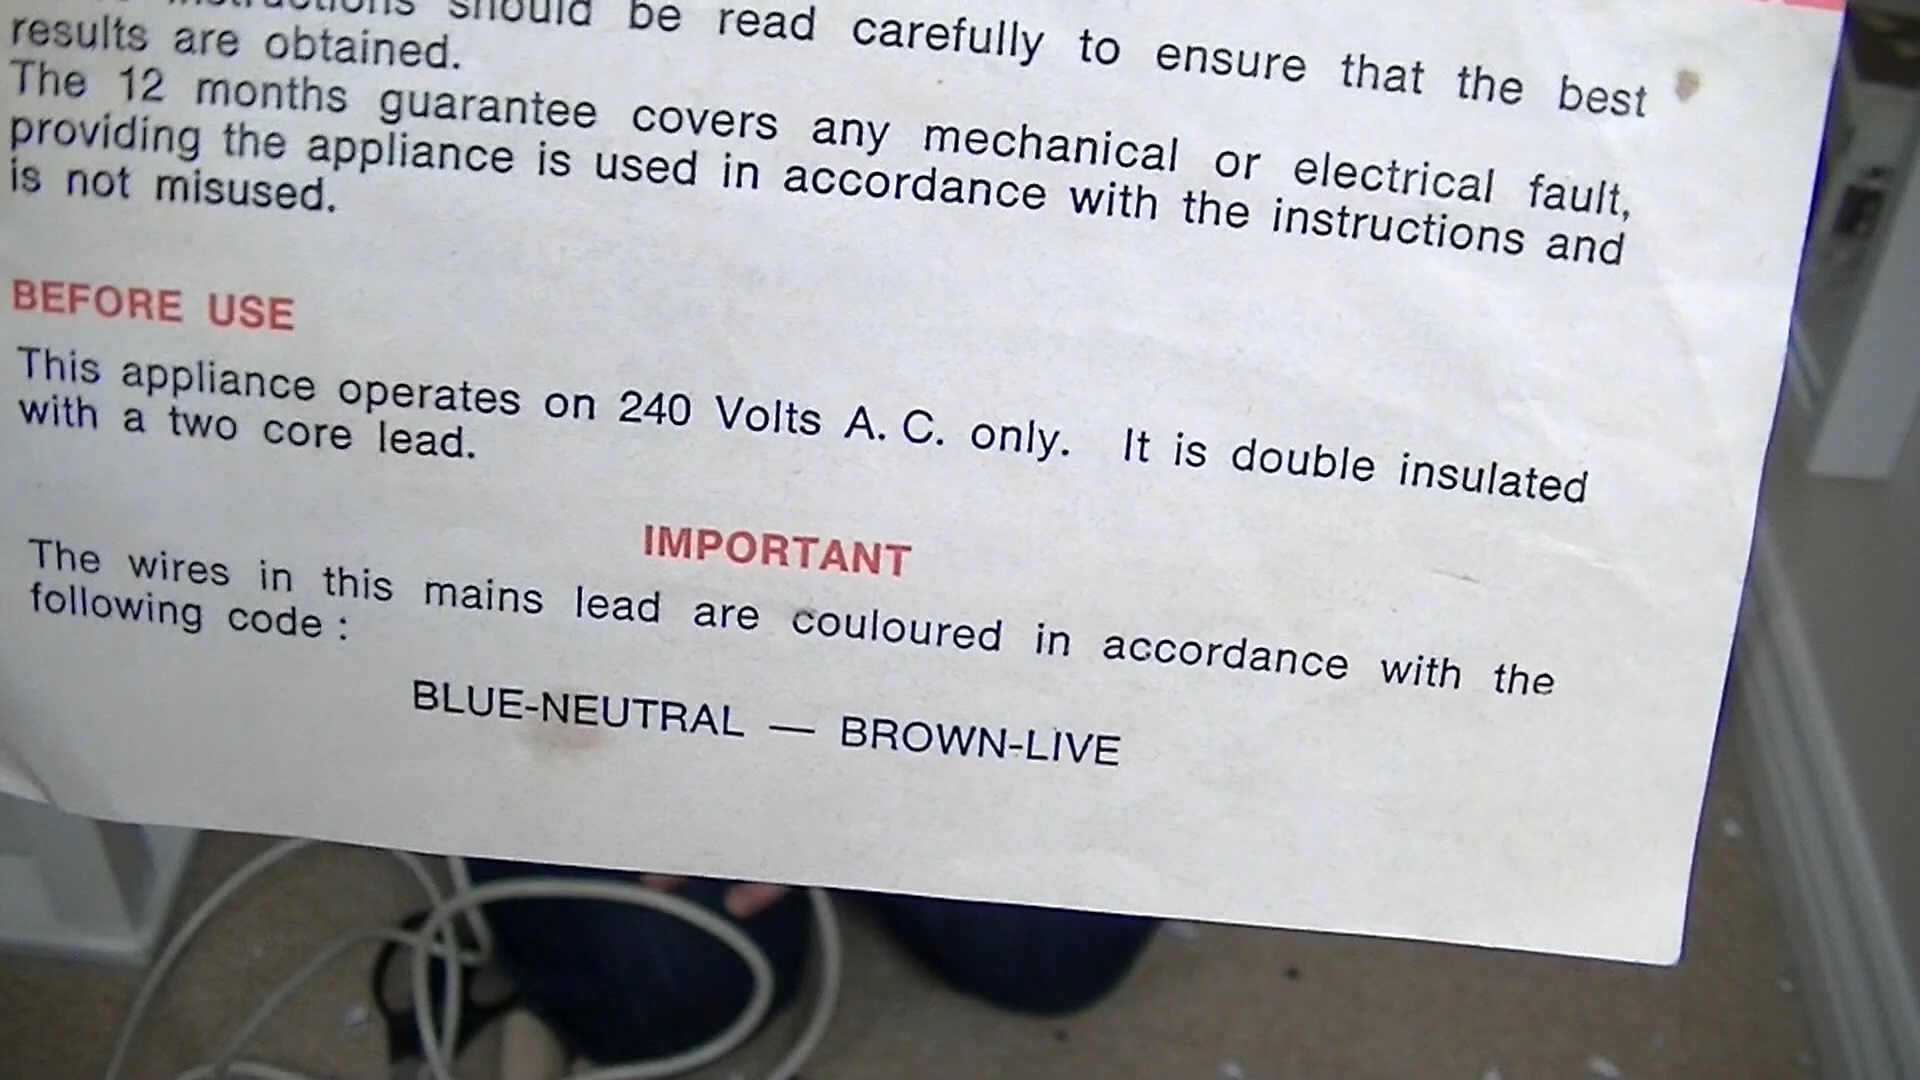 instructions should be read carefully to ensure that the best
results are obtained.
The 12 months guarantee covers any mechanical or electrical fault,
providing the appliance is used in accordance with the instructions and
is not misused.
BEFORE USE
This appliance operates on 240 Volts A. C. only. It is double insulated
with a two core lead.
IMPORTANT
The wires in this mains lead are couloured in accordance with the
following code :
BLUE-NEUTRAL — BROWN-LIVE